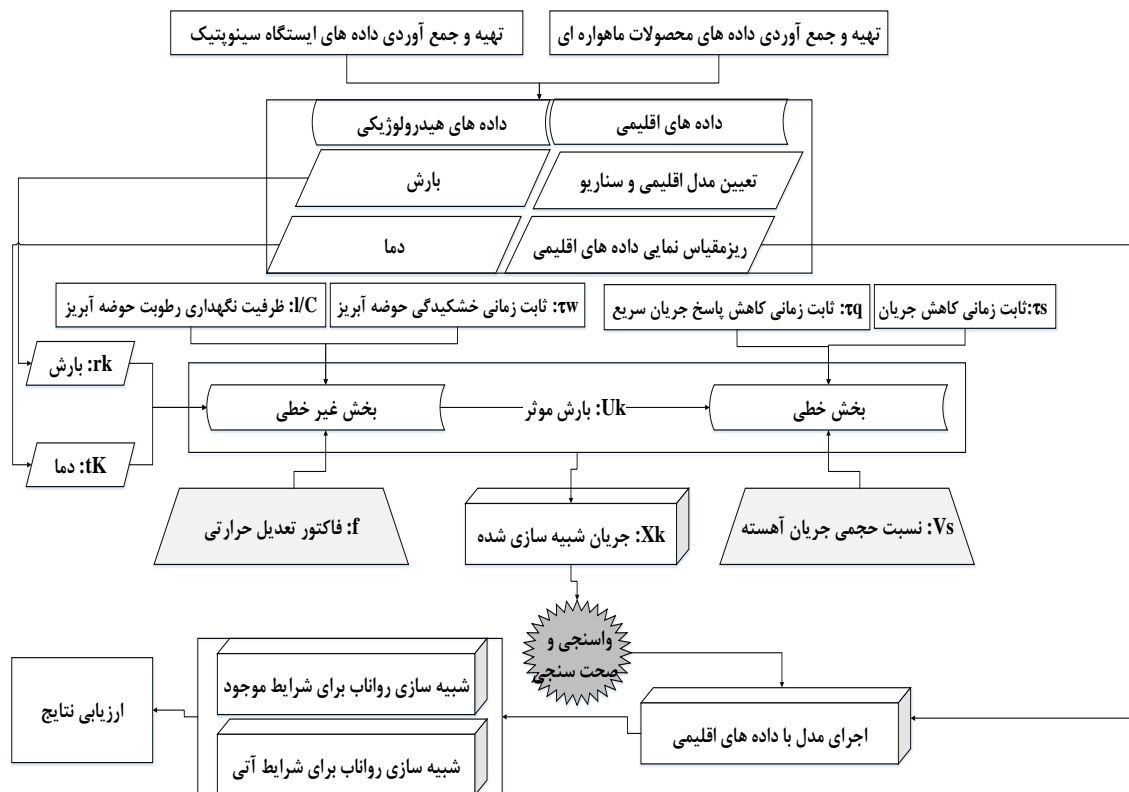 تهیه و جمع آوردی داده های محصولات ماهواره ای
تهیه و جمع آوردی داده های ایستگاه سینوپتیک
داده های اقلیمی
داده های هیدرولوژیکی
تعیین مدل اقلیمی و سناریو
بارش
ریزمقیاس نمایی داده های اقلیمی
دما
τs:ثابت زمانی کاهش جریان
τq: ثابت زمانی کاهش پاسخ جریان سریع
τw: ثابت زمانی خشکیدگی حوضه آبریز
l/C: ظرفیت نگهداری رطوبت حوضه آبریز
rk: بارش
بخش خطی
Uk: بارش موثر
بخش غیر خطی
tK: دما
Vs: نسبت حجمی جریان آهسته
Xk: جریان شبیه سازی شده
f: فاکتور تعدیل حرارتی
واسنجی و
صحت سنجی
شبیه سازی رواناب برای شرایط موجود
ارزیابی نتایج
اجرای مدل با داده های اقلیمی
شبیه سازی رواناب برای شرایط آتی